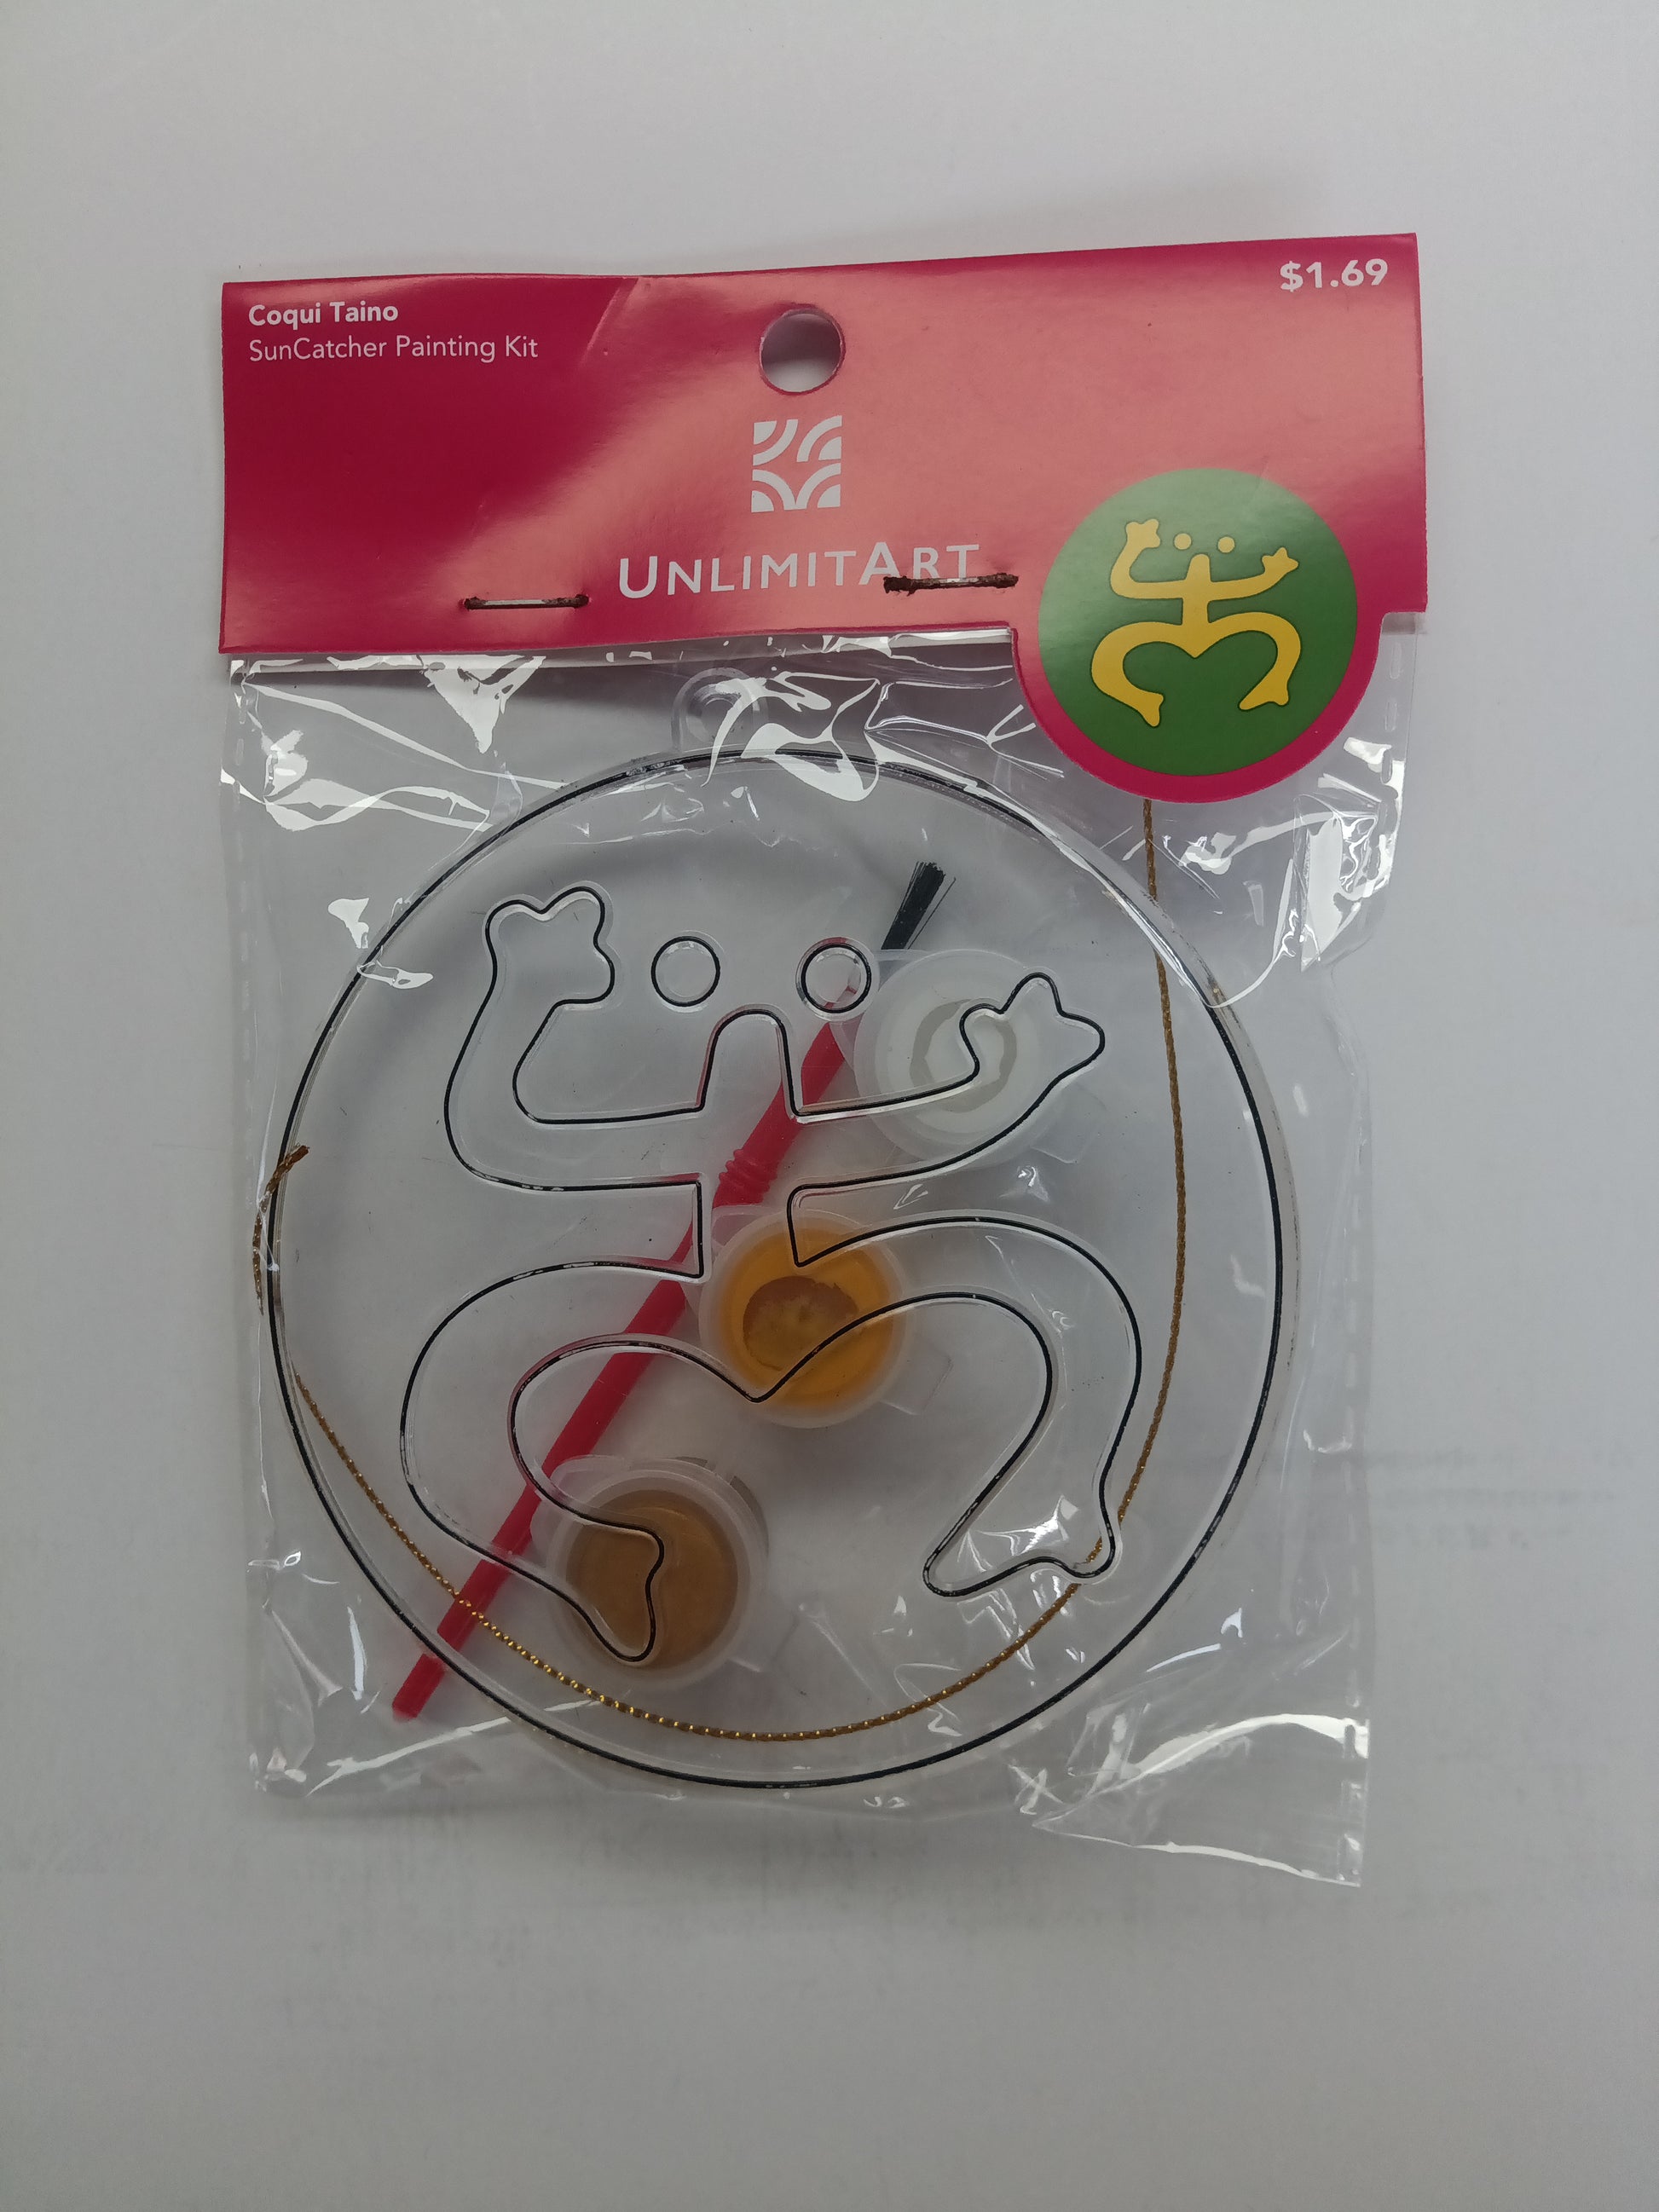 Coqui Taino
SunCatcher Painting Kit
$1.69
UNLIMITART